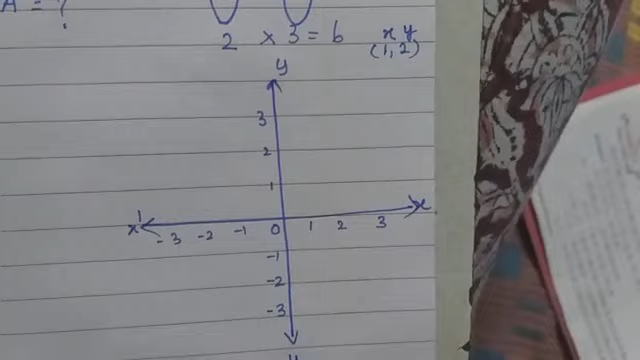 A = ?
2 × 3 = 6
x y
(1, 2)
y
3
2
1
x' -3 -2 -1 0 1 2 3 x
-1
-2
-3